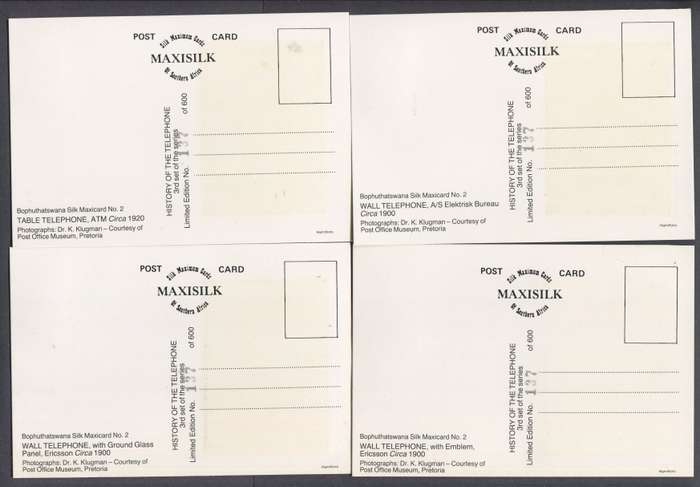 POST CARD
Silk Maximum Cards
MAXISILK
Of Southern Africa
HISTORY OF THE TELEPHONE
3rd set of the series
Limited Edition No. 137 of 600
Bophuthatswana Silk Maxicard No. 2
TABLE TELEPHONE, ATM Circa 1920
Photographs: Dr. K. Klugman – Courtesy of
Post Office Museum, Pretoria
POST CARD
Silk Maximum Cards
MAXISILK
Of Southern Africa
HISTORY OF THE TELEPHONE
3rd set of the series
Limited Edition No. 137 of 600
Bophuthatswana Silk Maxicard No. 2
WALL TELEPHONE, A/S Elektrisk Bureau
Circa 1900
Photographs: Dr. K. Klugman – Courtesy of
Post Office Museum, Pretoria
POST CARD
Silk Maximum Cards
MAXISILK
Of Southern Africa
HISTORY OF THE TELEPHONE
3rd set of the series
Limited Edition No. 137 of 600
Bophuthatswana Silk Maxicard No. 2
WALL TELEPHONE, with Ground Glass
Panel, Ericsson Circa 1900
Photographs: Dr. K. Klugman – Courtesy of
Post Office Museum, Pretoria
POST CARD
Silk Maximum Cards
MAXISILK
Of Southern Africa
HISTORY OF THE TELEPHONE
3rd set of the series
Limited Edition No. 137 of 600
Bophuthatswana Silk Maxicard No. 2
WALL TELEPHONE, with Emblem,
Ericsson Circa 1900
Photographs: Dr. K. Klugman – Courtesy of
Post Office Museum, Pretoria